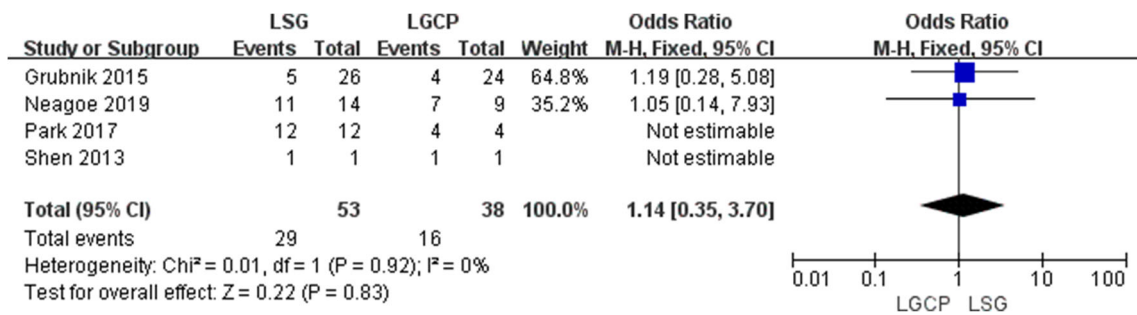 LSG LGCP Odds Ratio Odds Ratio
Study or Subgroup Events Total Events Total Weight M-H, Fixed, 95% CI M-H, Fixed, 95% CI
Grubnik 2015 5 26 4 24 64.8% 1.19 [0.28, 5.08]
Neagoe 2019 11 14 7 9 35.2% 1.05 [0.14, 7.93]
Park 2017 12 12 4 4 Not estimable
Shen 2013 1 1 1 1 Not estimable
Total (95% CI) 53 38 100.0% 1.14 [0.35, 3.70]
Total events 29 16
Heterogeneity: Chi² = 0.01, df = 1 (P = 0.92); I² = 0%
Test for overall effect: Z = 0.22 (P = 0.83)
0.01 0.1 1 10 100
LGCP LSG